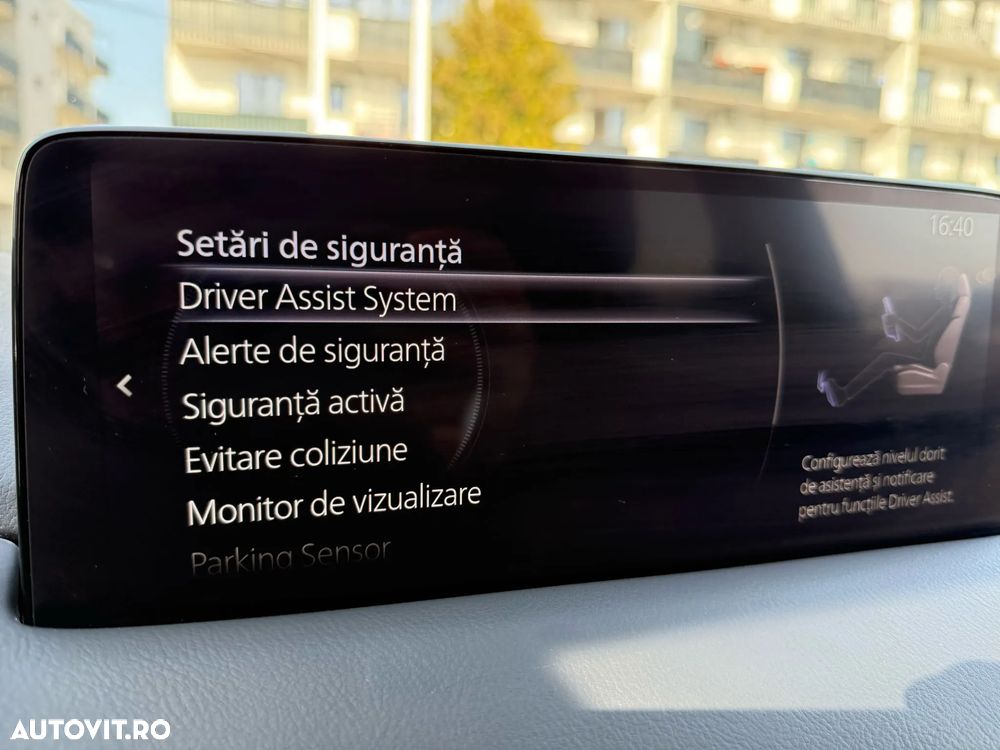 16:40
Setări de siguranță
Driver Assist System
Alerte de siguranță
Siguranță activă
Evitare coliziune
Monitor de vizualizare
Parking Sensor
Configurează nivelul dorit
de asistență și notificare
pentru funcțiile Driver Assist.
AUTOVIT.RO